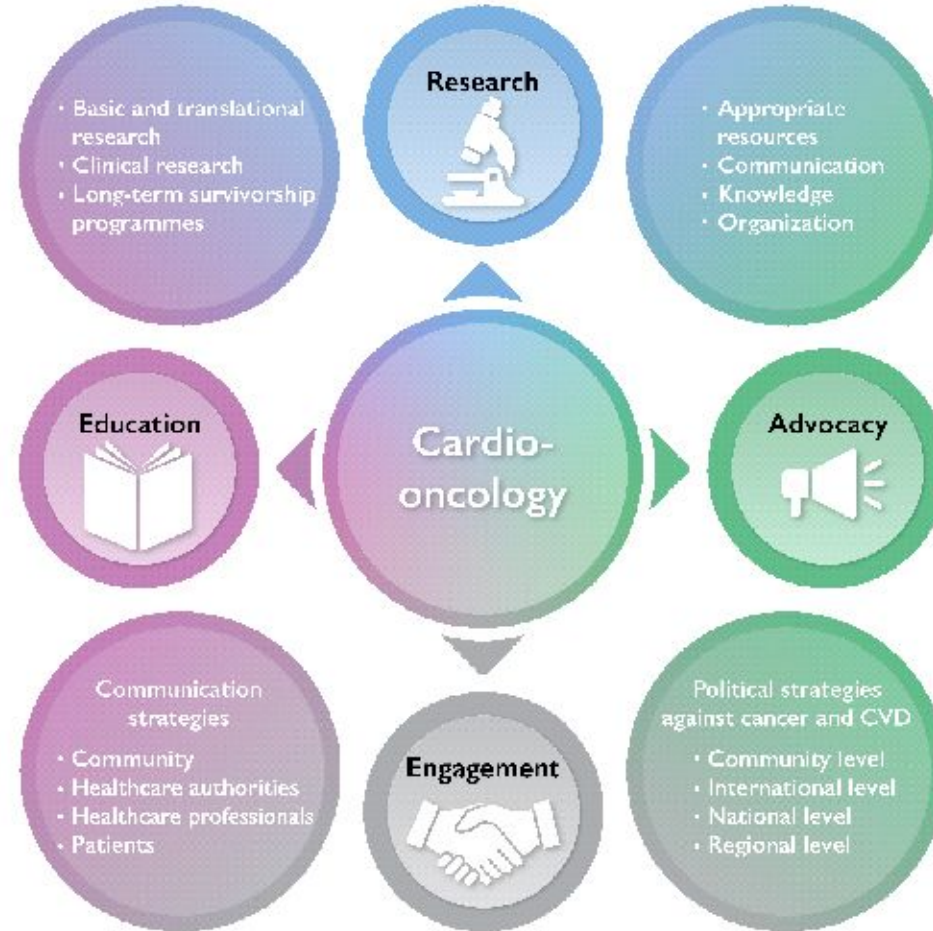 Research
• Basic and translational
research
• Clinical research
• Long-term survivorship
programmes
• Appropriate
resources
• Communication
• Knowledge
• Organization
Education
Cardio-
oncology
Advocacy
Communication
strategies
• Community
• Healthcare authorities
• Healthcare professionals
• Patients
Engagement
Political strategies
against cancer and CVD
• Community level
• International level
• National level
• Regional level